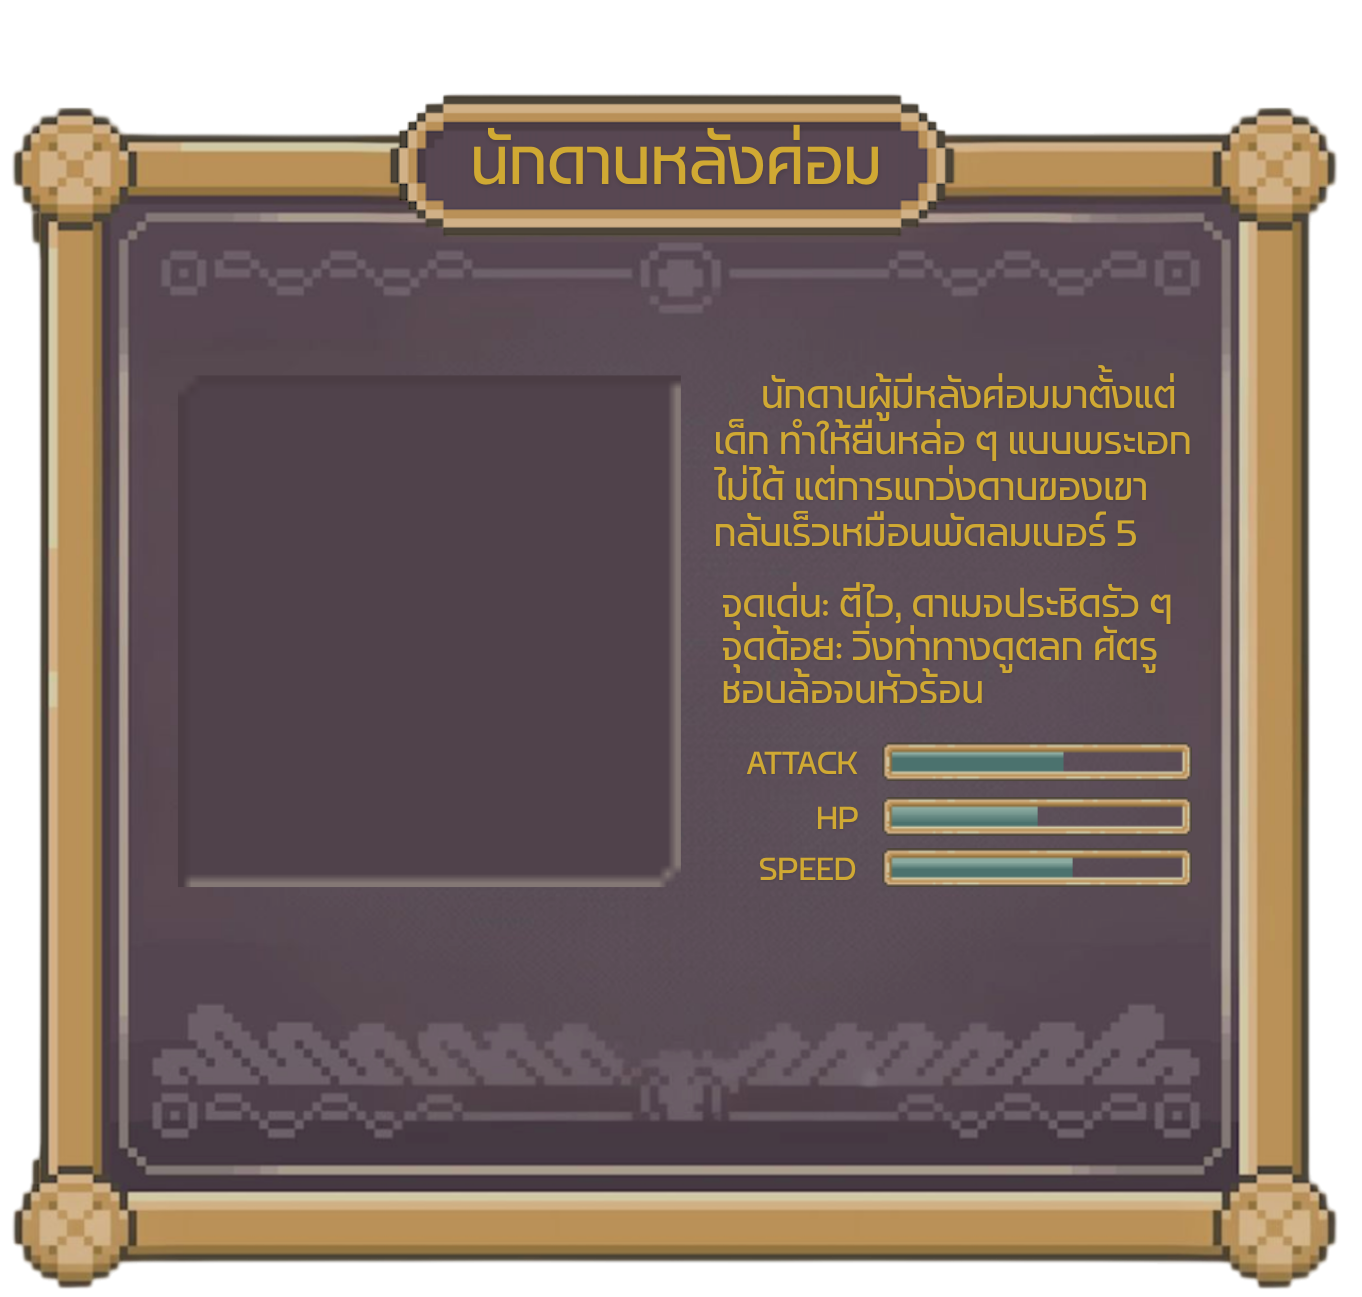 นักดาบหลังค่อม
นักดาบผู้มีหลังค่อมมาตั้งแต่
เด็ก ทำให้ยืนหล่อ ๆ แบบพระเอก
ไม่ได้ แต่การแกว่งดาบของเขา
กลับเร็วเหมือนพัดลมเบอร์ 5
จุดเด่น: ตีไว, ดาเมจประชิดรัว ๆ
จุดด้อย: วิ่งท่าทางดูตลก ศัตรู
ชอบล้อจนหัวร้อน
ATTACK
HP
SPEED